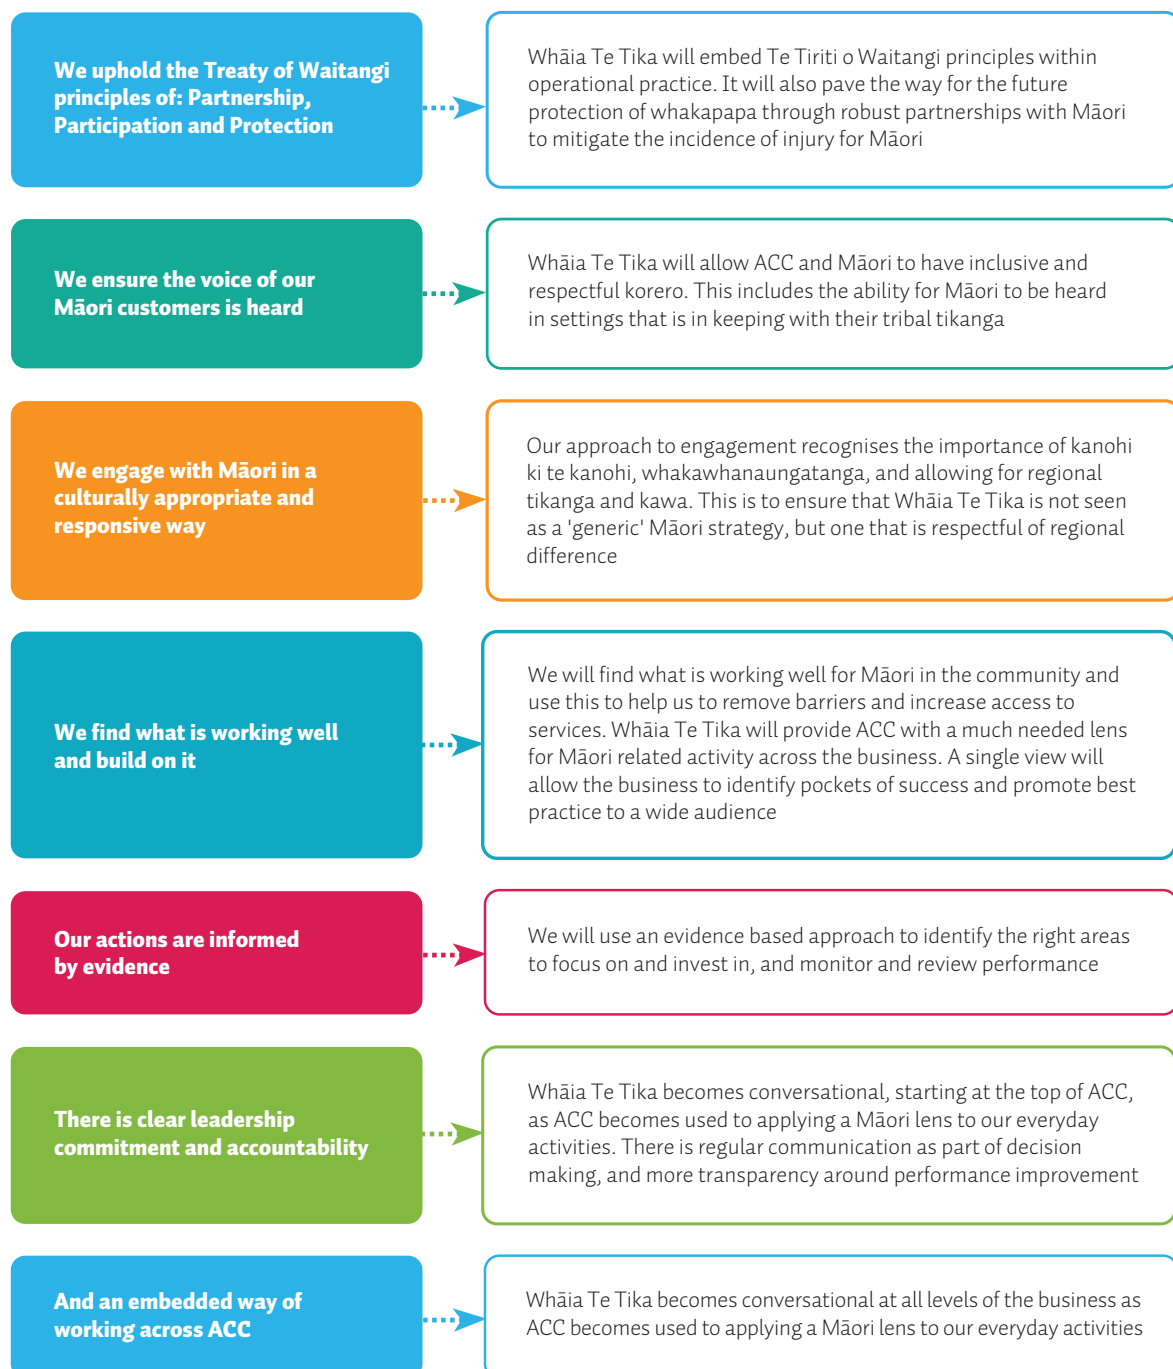 We uphold the Treaty of Waitangi
principles of: Partnership,
Participation and Protection
Whāia Te Tika will embed Te Tiriti o Waitangi principles within
operational practice. It will also pave the way for the future
protection of whakapapa through robust partnerships with Māori
to mitigate the incidence of injury for Māori
We ensure the voice of our
Māori customers is heard
Whāia Te Tika will allow ACC and Māori to have inclusive and
respectful korero. This includes the ability for Māori to be heard
in settings that is in keeping with their tribal tikanga
We engage with Māori in a
culturally appropriate and
responsive way
Our approach to engagement recognises the importance of kanohi
ki te kanohi, whakawhanaungatanga, and allowing for regional
tikanga and kawa. This is to ensure that Whāia Te Tika is not seen
as a 'generic' Māori strategy, but one that is respectful of regional
difference
We find what is working well
and build on it
We will find what is working well for Māori in the community and
use this to help us to remove barriers and increase access to
services. Whāia Te Tika will provide ACC with a much needed lens
for Māori related activity across the business. A single view will
allow the business to identify pockets of success and promote best
practice to a wide audience
Our actions are informed
by evidence
We will use an evidence based approach to identify the right areas
to focus on and invest in, and monitor and review performance
There is clear leadership
commitment and accountability
Whāia Te Tika becomes conversational, starting at the top of ACC,
as ACC becomes used to applying a Māori lens to our everyday
activities. There is regular communication as part of decision
making, and more transparency around performance improvement
And an embedded way of
working across ACC
Whāia Te Tika becomes conversational at all levels of the business as
ACC becomes used to applying a Māori lens to our everyday activities